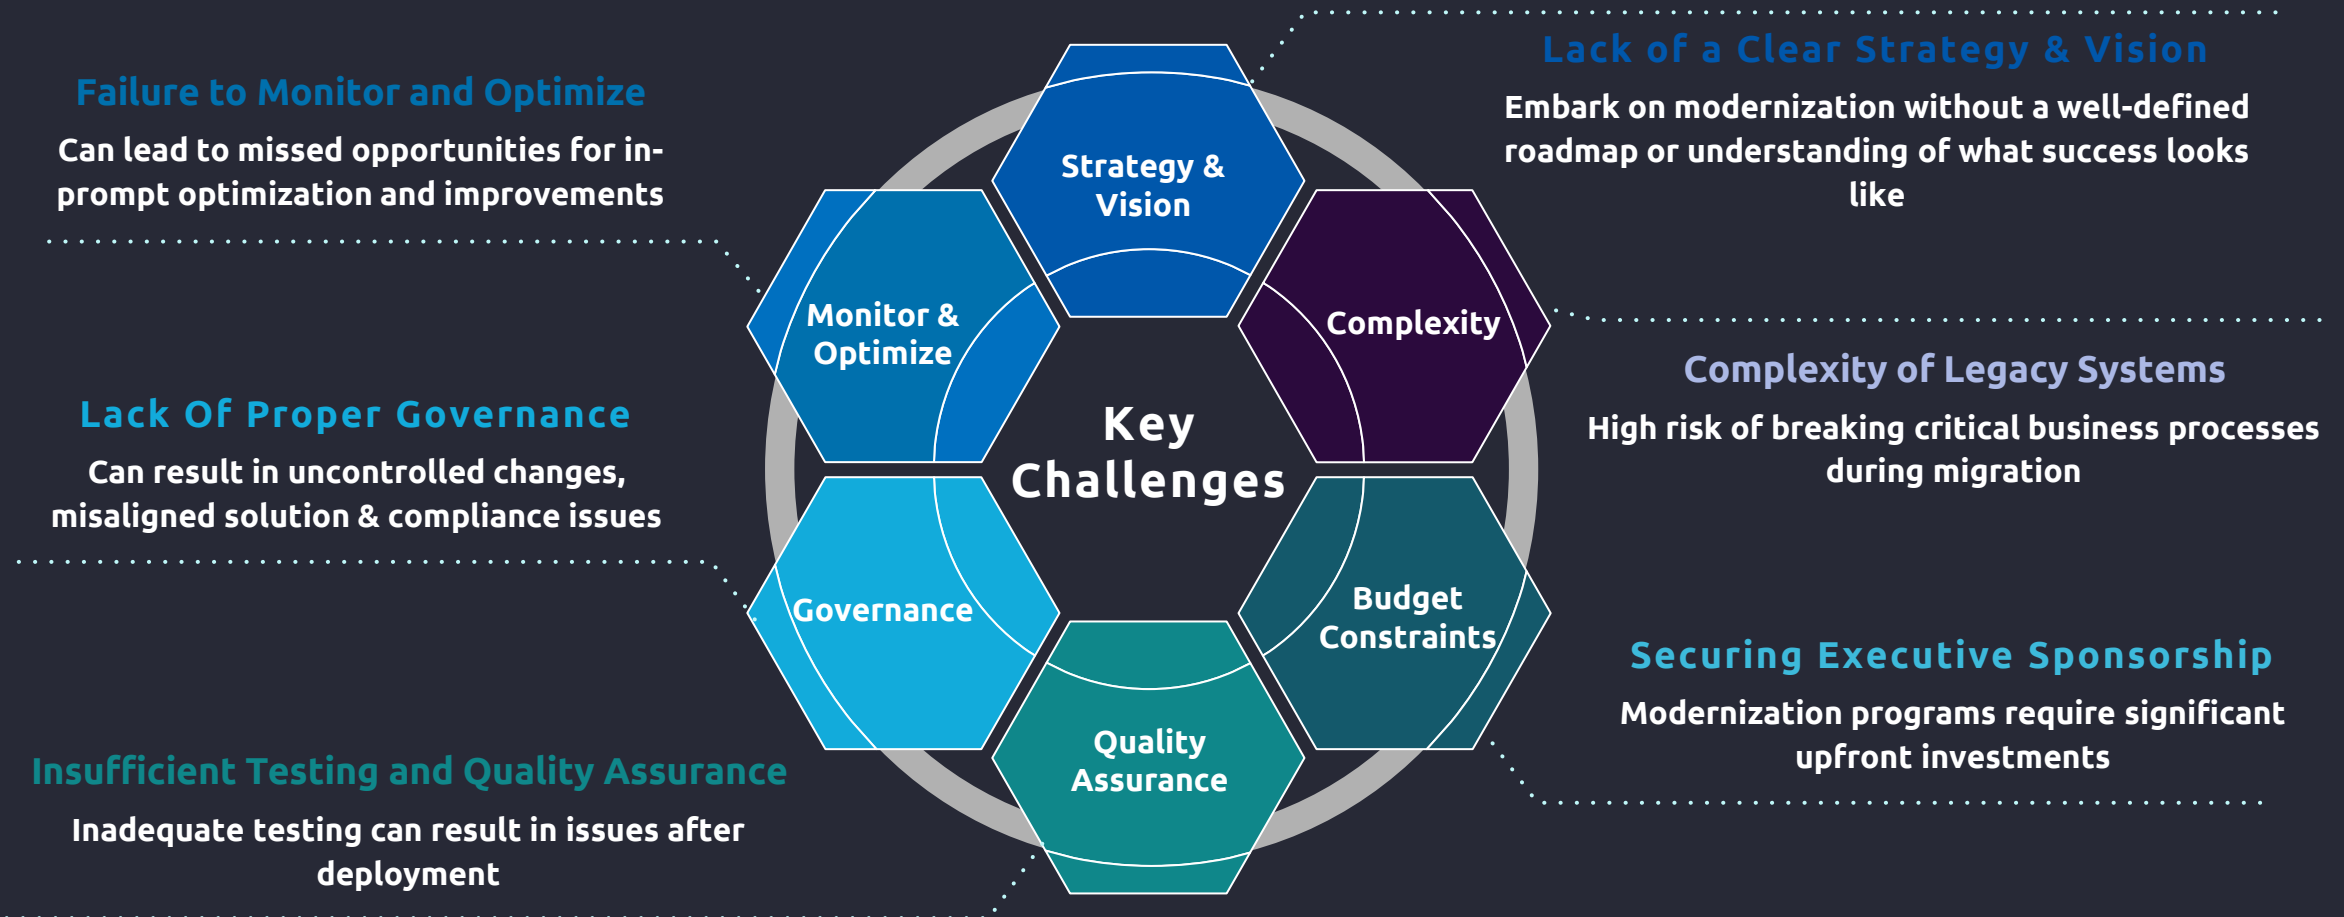 Failure to Monitor and Optimize
Can lead to missed opportunities for in-
prompt optimization and improvements
Lack Of Proper Governance
Can result in uncontrolled changes,
misaligned solution & compliance issues
Insufficient Testing and Quality Assurance
Inadequate testing can result in issues after
deployment
Strategy &
Vision
Monitor &
Optimize
Complexity
Key
Challenges
Governance
Budget
Constraints
Quality
Assurance
Lack of a Clear Strategy & Vision
Embark on modernization without a well-defined
roadmap or understanding of what success looks
like
Complexity of Legacy Systems
High risk of breaking critical business processes
during migration
Securing Executive Sponsorship
Modernization programs require significant
upfront investments